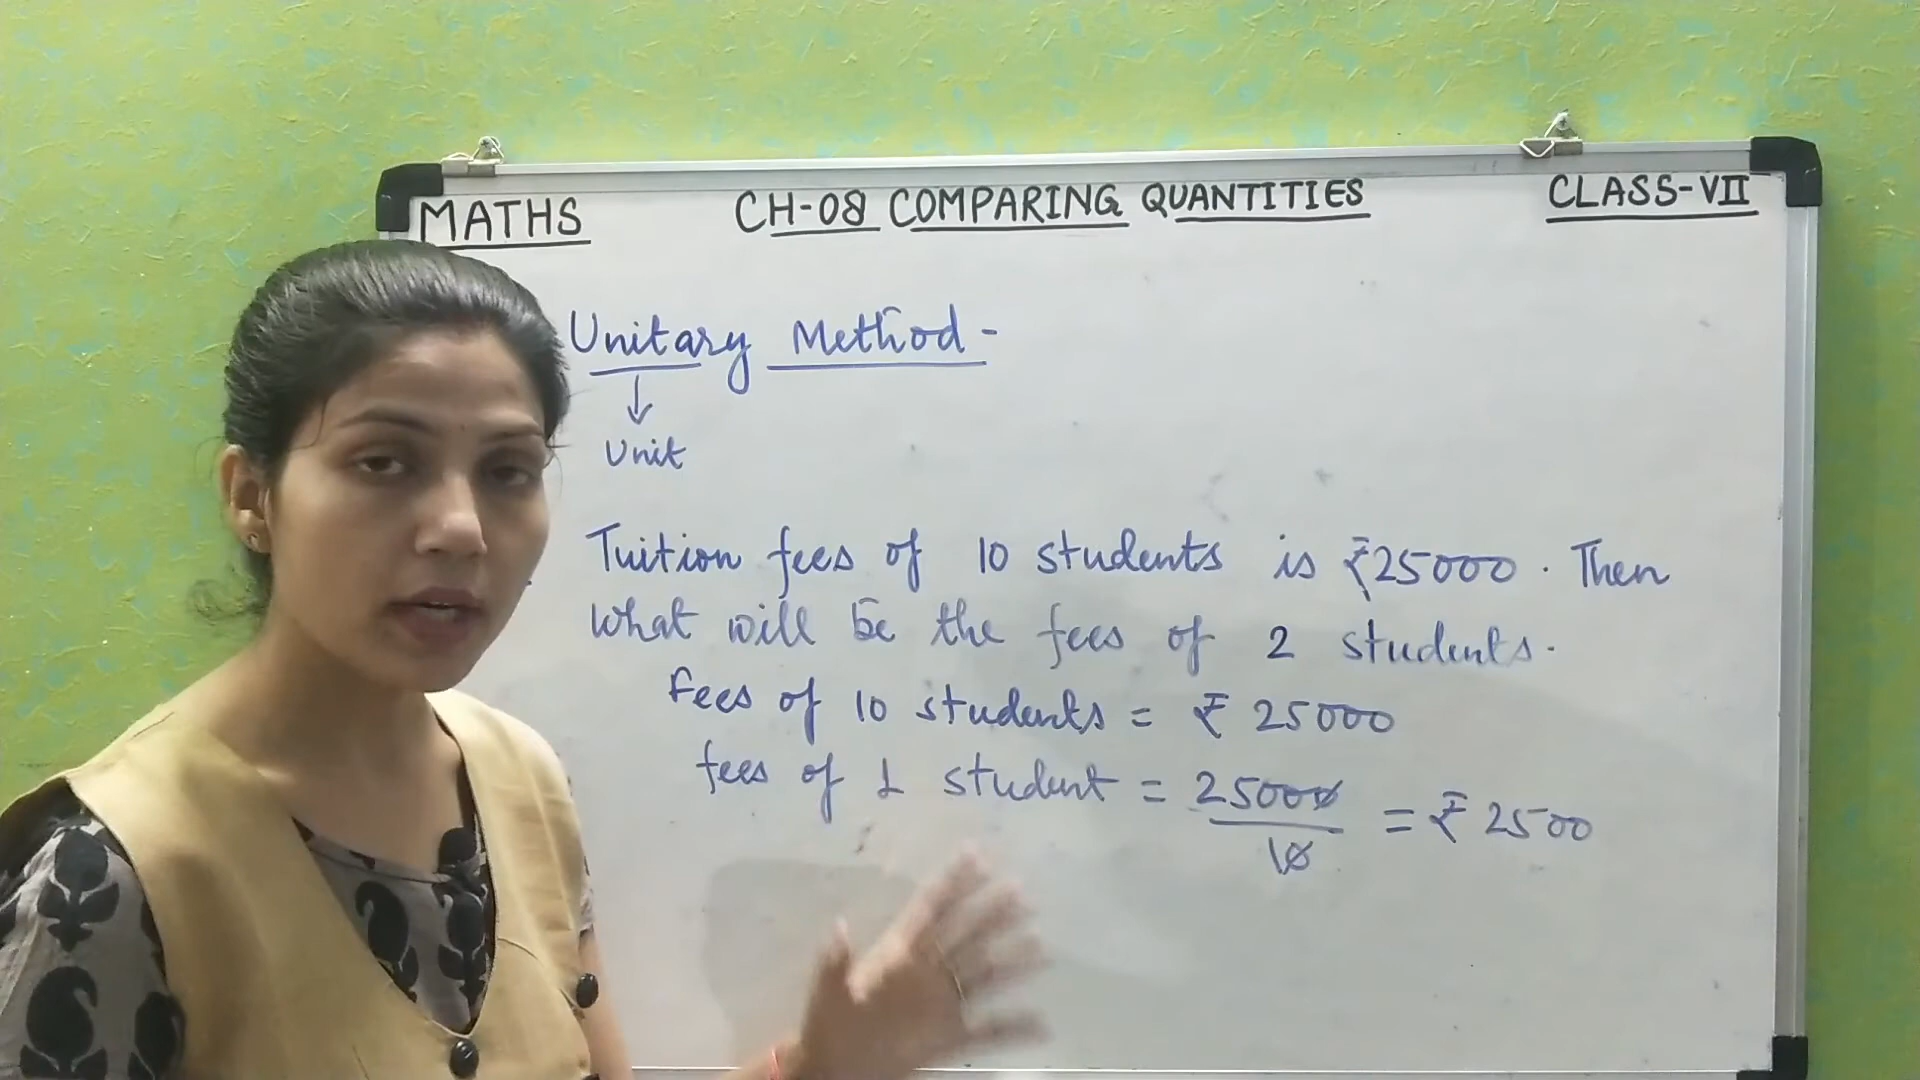 MATHS CH-08 COMPARING QUANTITIES CLASS-VII
Unitary Method -
↓
Unit
Tuition fees of 10 students is ₹25000. Then
what will be the fees of 2 students.
Fees of 10 students = ₹ 25000
fees of 1 student = 25000/10 = ₹ 2500